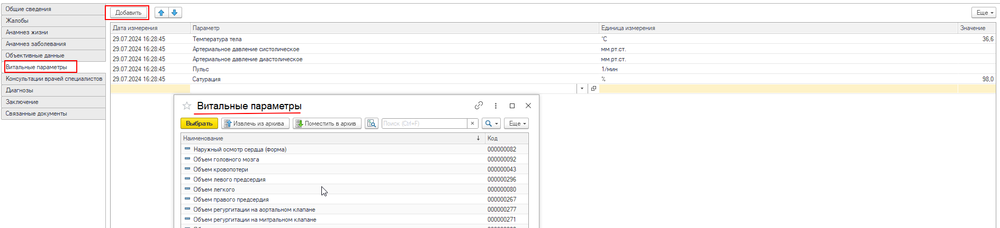 Общие сведения
Жалобы
Анамнез жизни
Анамнез заболевания
Объективные данные
Витальные параметры
Консультации врачей специалистов
Диагнозы
Заключение
Связанные документы
Добавить
Еще
Дата измерения Параметр Единица измерения Значение
29.07.2024 16:28:45 Температура тела °C 36,6
29.07.2024 16:28:45 Артериальное давление систолическое мм.рт.ст.
29.07.2024 16:28:45 Артериальное давление диастолическое мм.рт.ст.
29.07.2024 16:28:45 Пульс 1/мин
29.07.2024 16:28:45 Сатурация % 98,0
Витальные параметры
Выбрать Извлечь из архива Поместить в архив Поиск (Ctrl+F) × Еще
Наименование Код
Наружный осмотр сердца (форма) 000000082
Объем головного мозга 000000092
Объем кровопотери 000000043
Объем левого предсердия 000000296
Объем легкого 000000080
Объем правого предсердия 000000267
Объем регургитации на аортальном клапане 000000277
Объем регургитации на митральном клапане 000000271